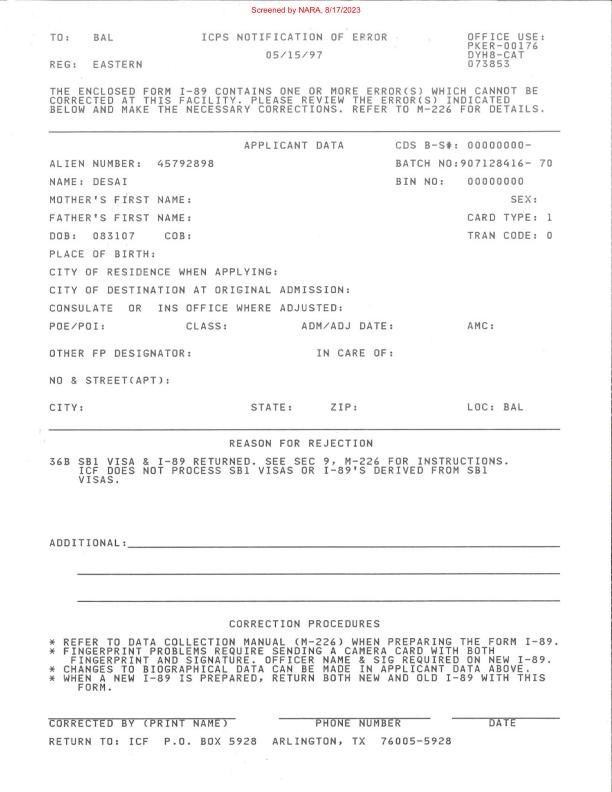 Screened by NARA, 8/17/2023
TO: BAL ICPS NOTIFICATION OF ERROR OFFICE USE:
PKER-00176
05/15/97 DYH8-CAT
REG: EASTERN 073853
THE ENCLOSED FORM I-89 CONTAINS ONE OR MORE ERROR(S) WHICH CANNOT BE
CORRECTED AT THIS FACILITY. PLEASE REVIEW THE ERROR(S) INDICATED
BELOW AND MAKE THE NECESSARY CORRECTIONS. REFER TO M-226 FOR DETAILS.
APPLICANT DATA CDS B-S#: 00000000-
ALIEN NUMBER: 45792898 BATCH NO:907128416- 70
NAME: DESAI BIN NO: 00000000
MOTHER'S FIRST NAME: SEX:
FATHER'S FIRST NAME: CARD TYPE: 1
DOB: 083107 COB: TRAN CODE: 0
PLACE OF BIRTH:
CITY OF RESIDENCE WHEN APPLYING:
CITY OF DESTINATION AT ORIGINAL ADMISSION:
CONSULATE OR INS OFFICE WHERE ADJUSTED:
POE/POI: CLASS: ADM/ADJ DATE: AMC:
OTHER FP DESIGNATOR: IN CARE OF:
NO & STREET(APT):
CITY: STATE: ZIP: LOC: BAL
REASON FOR REJECTION
36B SB1 VISA & I-89 RETURNED. SEE SEC 9, M-226 FOR INSTRUCTIONS.
ICF DOES NOT PROCESS SB1 VISAS OR I-89'S DERIVED FROM SB1
VISAS.
ADDITIONAL:
CORRECTION PROCEDURES
* REFER TO DATA COLLECTION MANUAL (M-226) WHEN PREPARING THE FORM I-89.
* FINGERPRINT PROBLEMS REQUIRE SENDING A CAMERA CARD WITH BOTH
FINGERPRINT AND SIGNATURE. OFFICER NAME & SIG REQUIRED ON NEW I-89.
* CHANGES TO BIOGRAPHICAL DATA CAN BE MADE IN APPLICANT DATA ABOVE.
* WHEN A NEW I-89 IS PREPARED, RETURN BOTH NEW AND OLD I-89 WITH THIS
FORM.
CORRECTED BY (PRINT NAME) PHONE NUMBER DATE
RETURN TO: ICF P.O. BOX 5928 ARLINGTON, TX 76005-5928